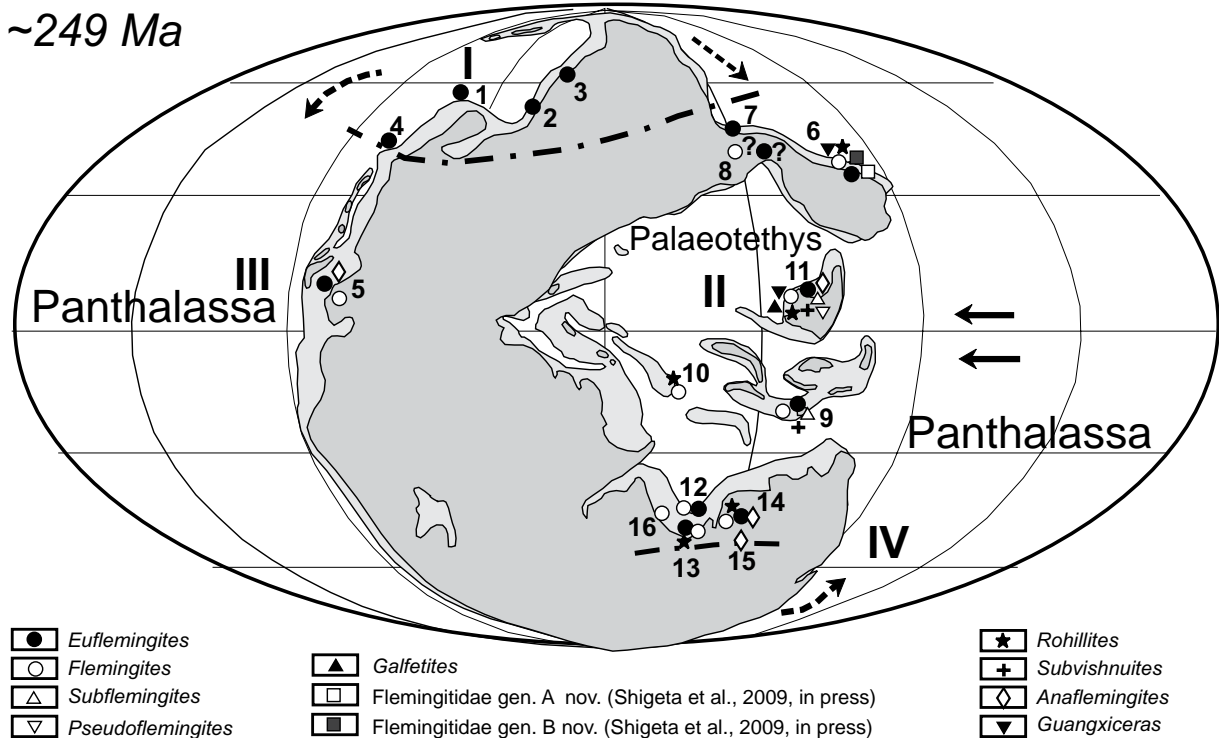 ~249 Ma
I
1
3
2
4
7
6
? ?
8
Palaeotethys
III
5
11
II
Panthalassa
10
9
Panthalassa
12
14
16
IV
13
15
Euflemingites
Flemingites
Subflemingites
Pseudoflemingites
Galfetites
Flemingitidae gen. A nov. (Shigeta et al., 2009, in press)
Flemingitidae gen. B nov. (Shigeta et al., 2009, in press)
Rohillites
Subvishnuites
Anaflemingites
Guangxiceras